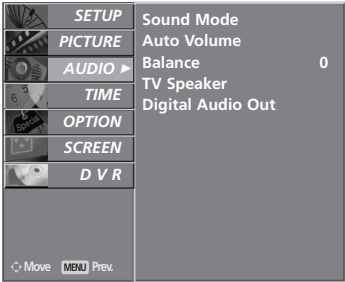 SETUP
PICTURE
AUDIO ►
TIME
OPTION
SCREEN
D V R
Sound Mode
Auto Volume
Balance 0
TV Speaker
Digital Audio Out
Move MENU Prev.